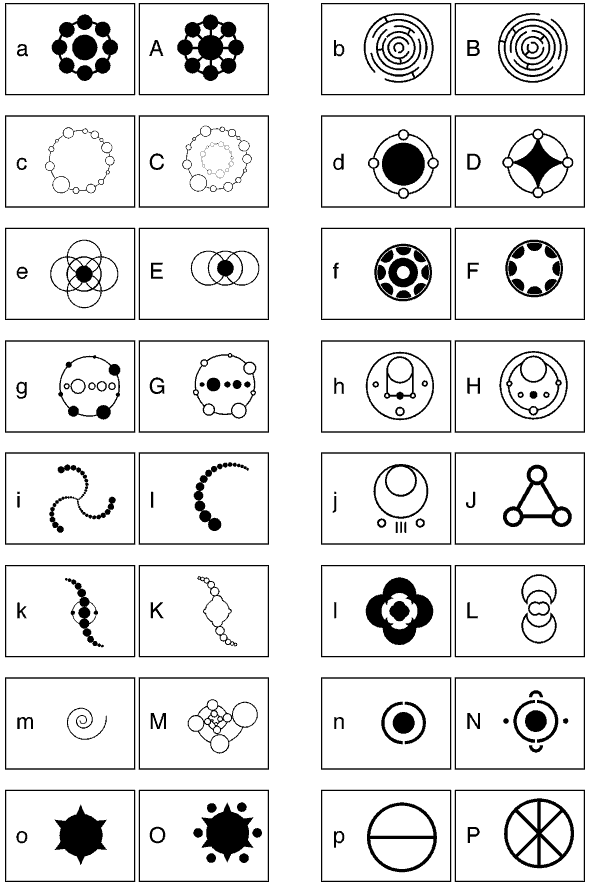 a A b B
c C d D
e E f F
g G h H
i I j J
k K l L
m M n N
o O p P